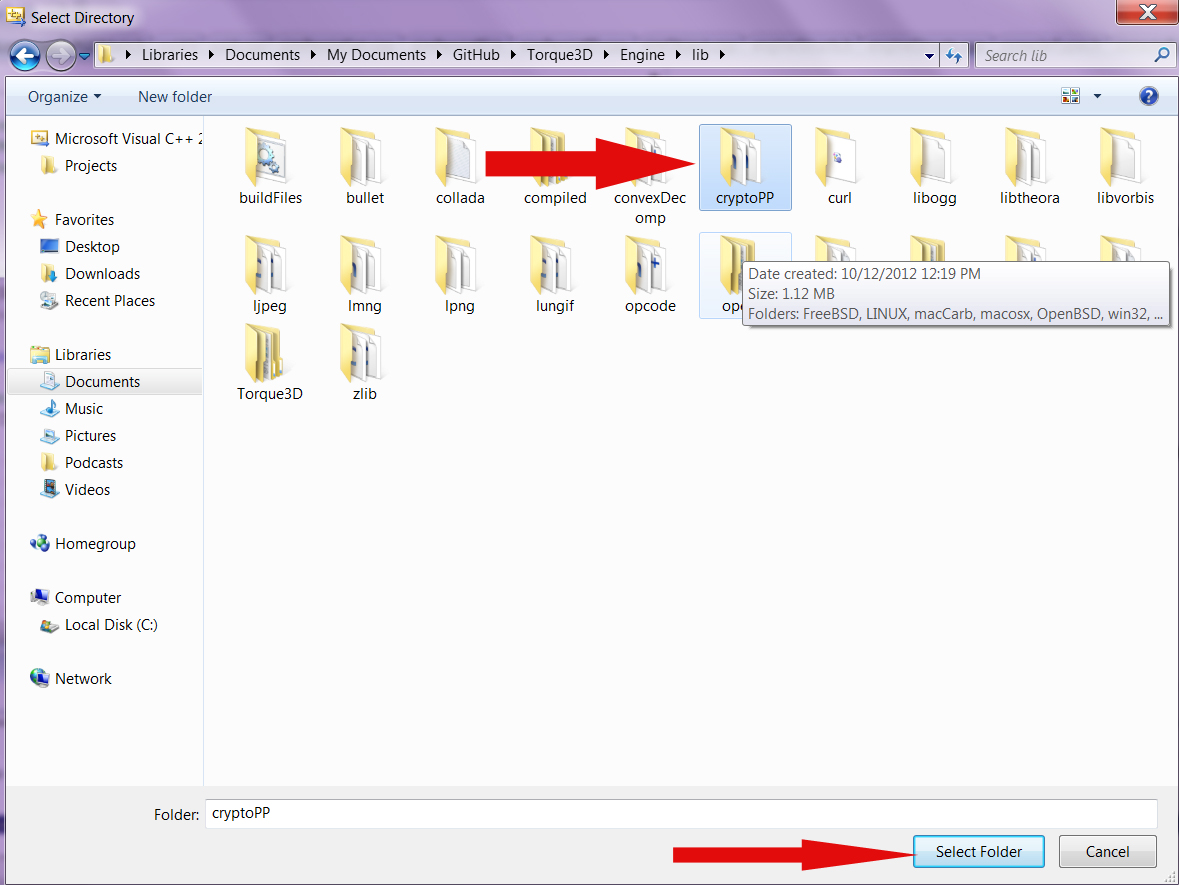 Select Directory
Libraries Documents My Documents GitHub Torque3D Engine lib
Search lib
Organize New folder
Microsoft Visual C++ 2
Projects
Favorites
Desktop
Downloads
Recent Places
Libraries
Documents
Music
Pictures
Podcasts
Videos
Homegroup
Computer
Local Disk (C:)
Network
buildFiles bullet collada compiled convexDec cryptoPP curl libogg libtheora libvorbis
omp
ljpeg lmng lpng lungif opcode ope
Date created: 10/12/2012 12:19 PM
Size: 1.12 MB
Folders: FreeBSD, LINUX, macCarb, macosx, OpenBSD, win32, ...
Torque3D zlib
Folder: cryptoPP
Select Folder Cancel